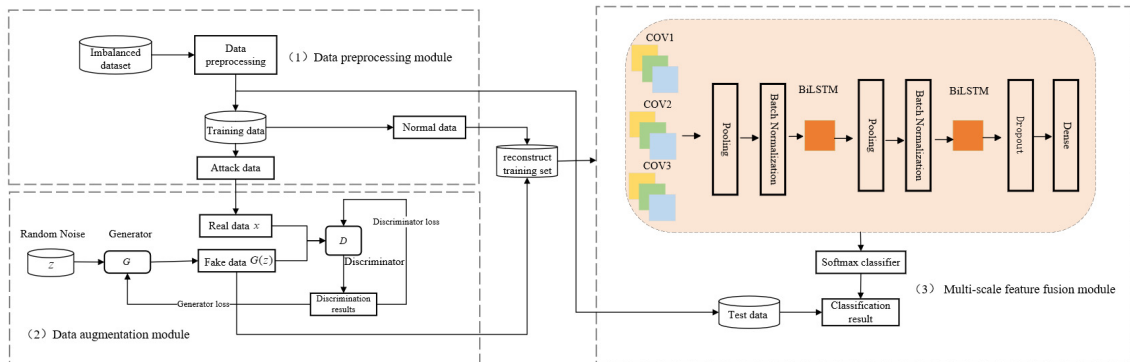 Imbalanced
dataset
Data
preprocessing
（1）Data preprocessing module
Training data
Normal data
Attack data
reconstruct
training set
Real data x
Random Noise
Generator
z
G
Fake data G(z)
D
Discriminator loss
Discriminator
Generator loss
Discrimination
results
（2）Data augmentation module
COV1
COV2
COV3
Pooling
Batch Normalization
BiLSTM
Pooling
Batch Normalization
BiLSTM
Dropout
Dense
Softmax classifier
（3） Multi-scale feature fusion module
Test data
Classification
result